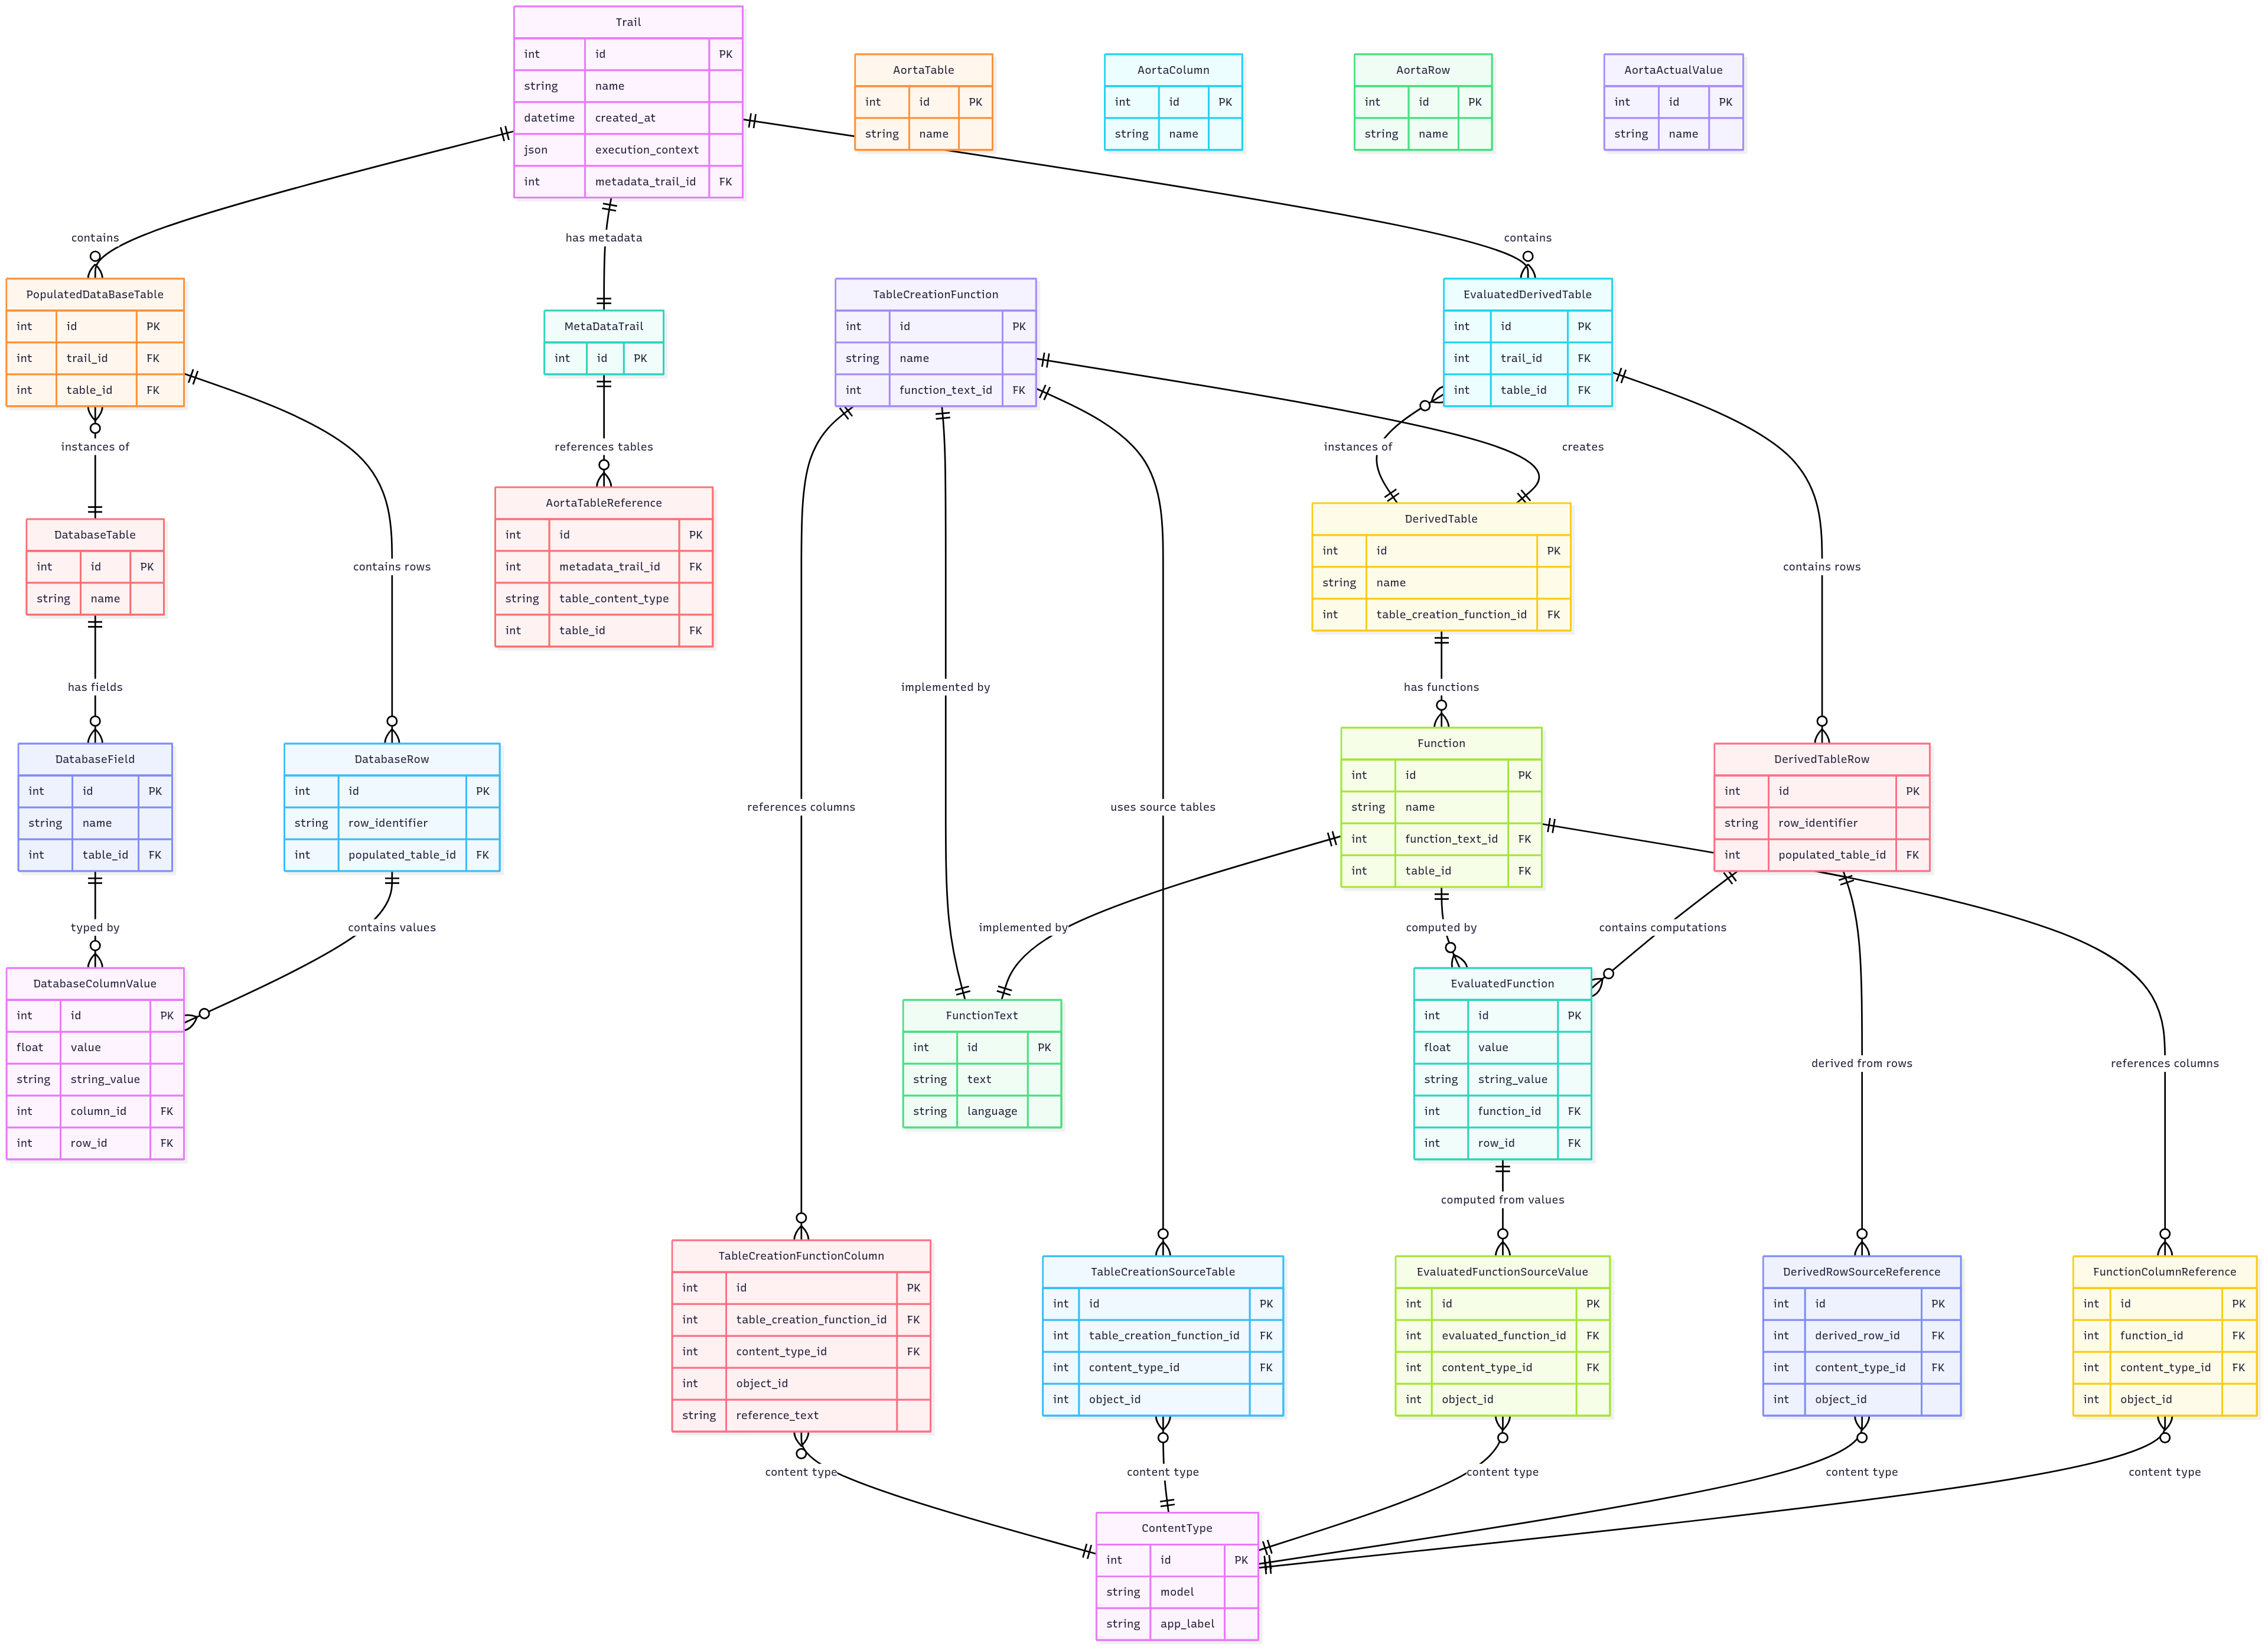 Trail
int id PK
string name
datetime created_at
json execution_context
int metadata_trail_id FK
AortaTable
int id PK
string name
AortaColumn
int id PK
string name
AortaRow
int id PK
string name
AortaActualValue
int id PK
string name
contains
has metadata
contains
PopulatedDataBaseTable
int id PK
int trail_id FK
int table_id FK
MetaDataTrail
int id PK
TableCreationFunction
int id PK
string name
int function_text_id FK
EvaluatedDerivedTable
int id PK
int trail_id FK
int table_id FK
instances of
references tables
instances of
creates
DatabaseTable
int id PK
string name
contains rows
AortaTableReference
int id PK
int metadata_trail_id FK
string table_content_type
int table_id FK
DerivedTable
int id PK
string name
int table_creation_function_id FK
contains rows
has fields
implemented by
has functions
DatabaseField
int id PK
string name
int table_id FK
DatabaseRow
int id PK
string row_identifier
int populated_table_id FK
references columns
uses source tables
Function
int id PK
string name
int function_text_id FK
int table_id FK
DerivedTableRow
int id PK
string row_identifier
int populated_table_id FK
typed by
contains values
implemented by
computed by
contains computations
DatabaseColumnValue
int id PK
float value
string string_value
int column_id FK
int row_id FK
FunctionText
int id PK
string text
string language
EvaluatedFunction
int id PK
float value
string string_value
int function_id FK
int row_id FK
derived from rows
references columns
computed from values
TableCreationFunctionColumn
int id PK
int table_creation_function_id FK
int content_type_id FK
int object_id
string reference_text
TableCreationSourceTable
int id PK
int table_creation_function_id FK
int content_type_id FK
int object_id
EvaluatedFunctionSourceValue
int id PK
int evaluated_function_id FK
int content_type_id FK
int object_id
DerivedRowSourceReference
int id PK
int derived_row_id FK
int content_type_id FK
int object_id
FunctionColumnReference
int id PK
int function_id FK
int content_type_id FK
int object_id
content type
content type
content type
content type
content type
ContentType
int id PK
string model
string app_label